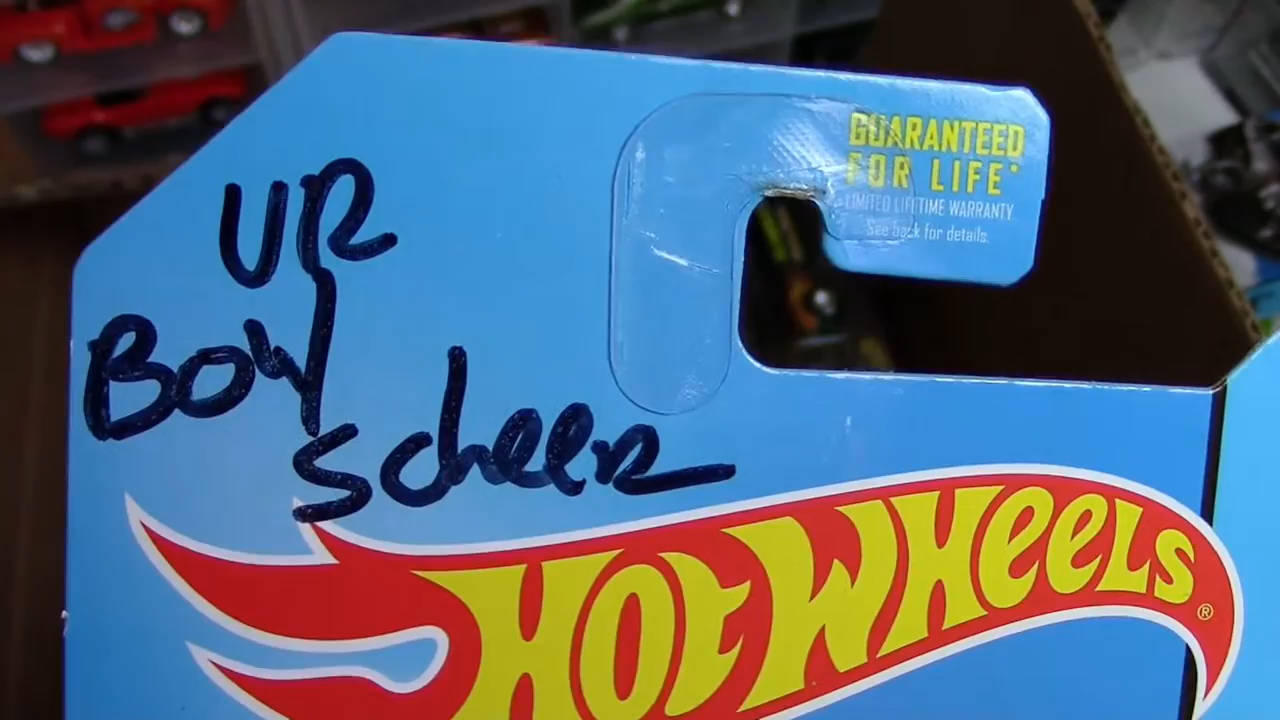 UR
BOY
Scheer
GUARANTEED
FOR LIFE*
LIMITED LIFETIME WARRANTY
See back for details.
HOT WHEELS®